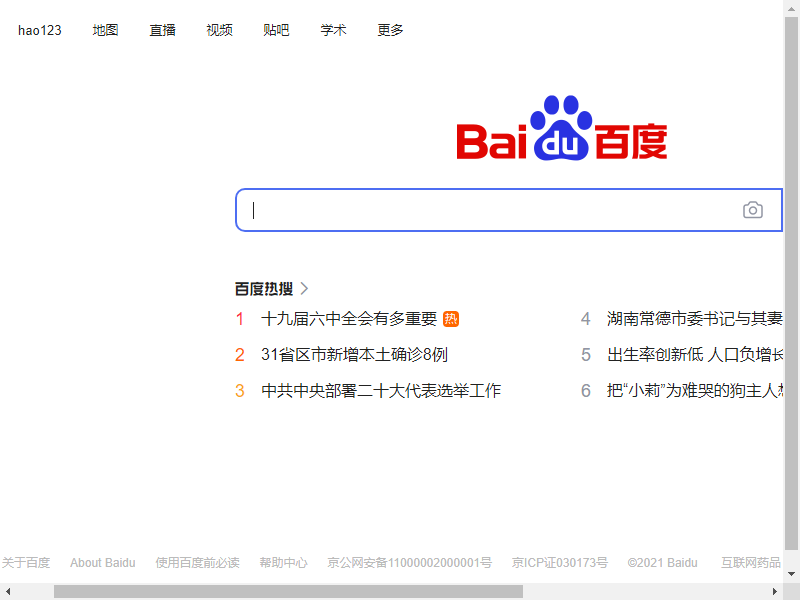 hao123 地图 直播 视频 贴吧 学术 更多
Bai du 百度
百度热搜
1 十九届六中全会有多重要 热
4 湖南常德市委书记与其妻
2 31省区市新增本土确诊8例
5 出生率创新低 人口负增长
3 中共中央部署二十大代表选举工作
6 把“小莉”为难哭的狗主人想
关于百度 About Baidu 使用百度前必读 帮助中心 京公网安备11000002000001号 京ICP证030173号 ©2021 Baidu 互联网药品